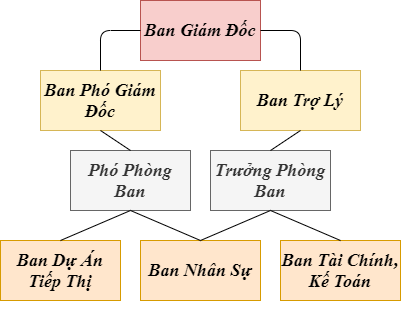 Ban Giám Đốc
Ban Phó Giám
Đốc
Ban Trợ Lý
Phó Phòng
Ban
Trưởng Phòng
Ban
Ban Dự Án
Tiếp Thị
Ban Nhân Sự
Ban Tài Chính,
Kế Toán